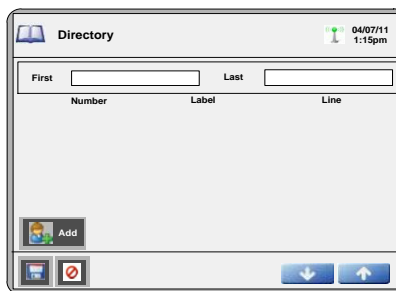 Directory
04/07/11
1:15pm
First Last
Number Label Line
Add